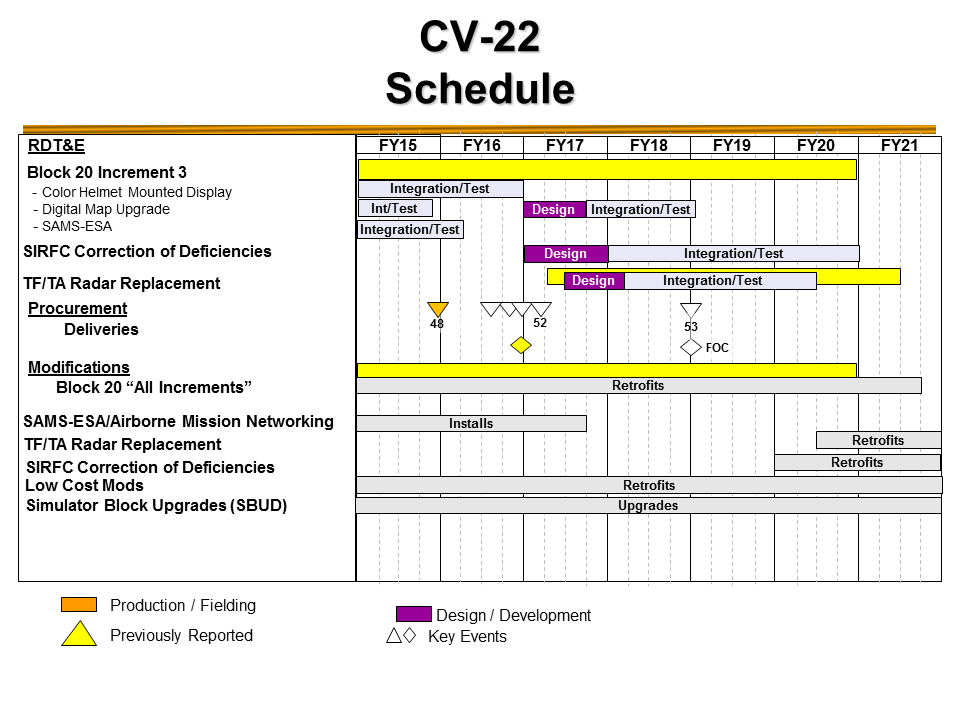 CV-22
Schedule
RDT&E FY15 FY16 FY17 FY18 FY19 FY20 FY21
Block 20 Increment 3
- Color Helmet Mounted Display Integration/Test
- Digital Map Upgrade Int/Test Design Integration/Test
- SAMS-ESA Integration/Test
SIRFC Correction of Deficiencies Design Integration/Test
TF/TA Radar Replacement Design Integration/Test
Procurement
Deliveries 48 52 53
FOC
Modifications
Block 20 “All Increments” Retrofits
SAMS-ESA/Airborne Mission Networking Installs
TF/TA Radar Replacement Retrofits
SIRFC Correction of Deficiencies Retrofits
Low Cost Mods Retrofits
Simulator Block Upgrades (SBUD) Upgrades
Production / Fielding
Design / Development
Previously Reported
Key Events